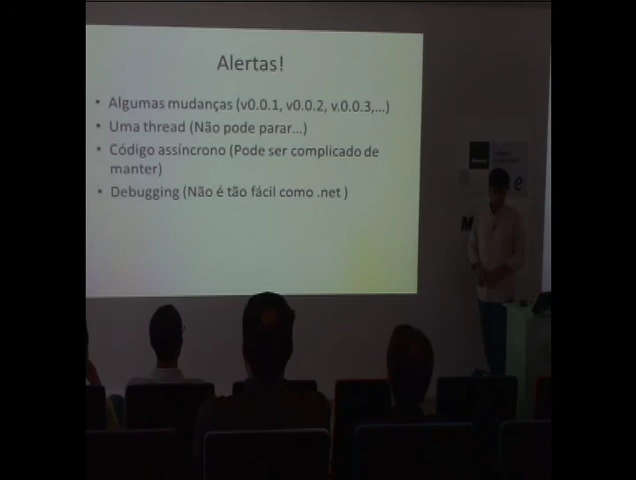 Alertas!
• Algumas mudanças (v0.0.1, v0.0.2, v.0.0.3,...)
• Uma thread (Não pode parar...)
• Código assíncrono (Pode ser complicado de
manter)
• Debugging (Não é tão fácil como .net )